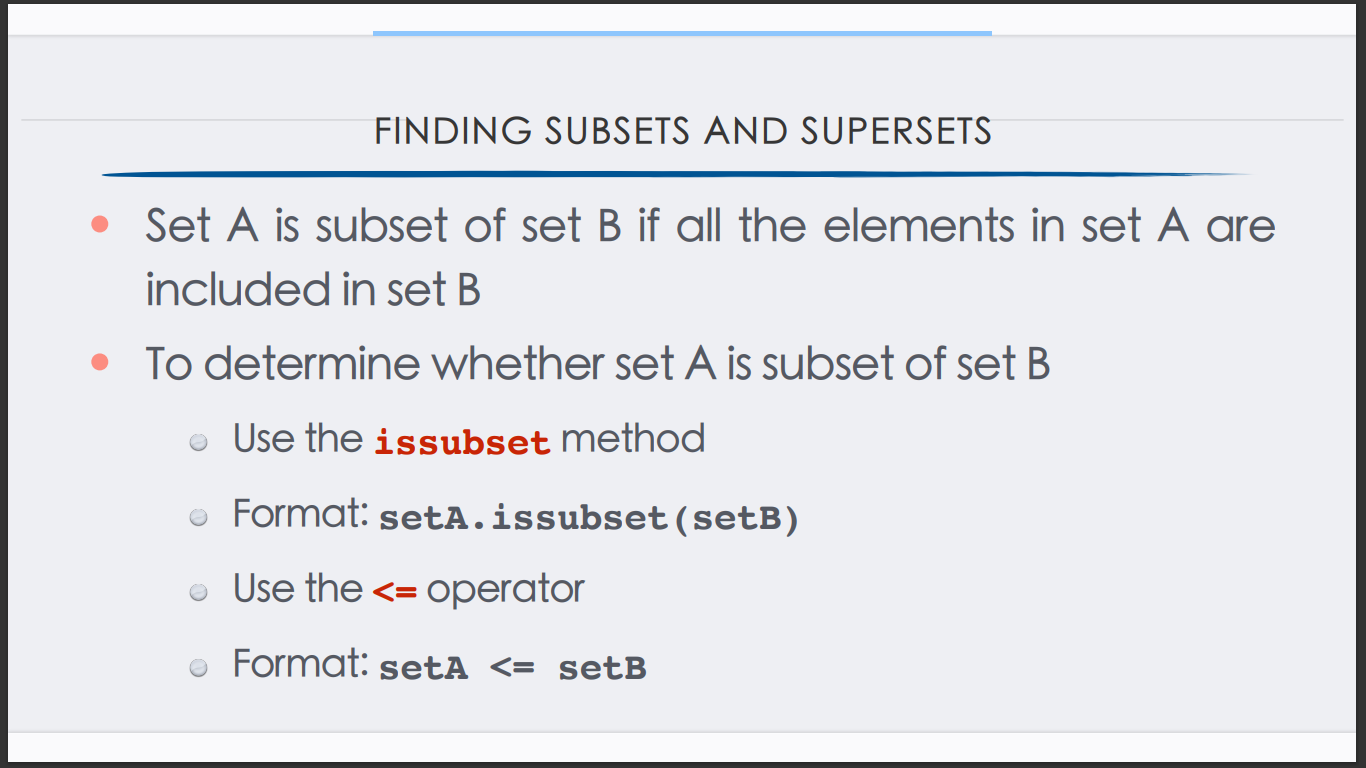 FINDING SUBSETS AND SUPERSETS
Set A is subset of set B if all the elements in set A are
included in set B
To determine whether set A is subset of set B
Use the issubset method
Format: setA.issubset(setB)
Use the <= operator
Format: setA <= setB